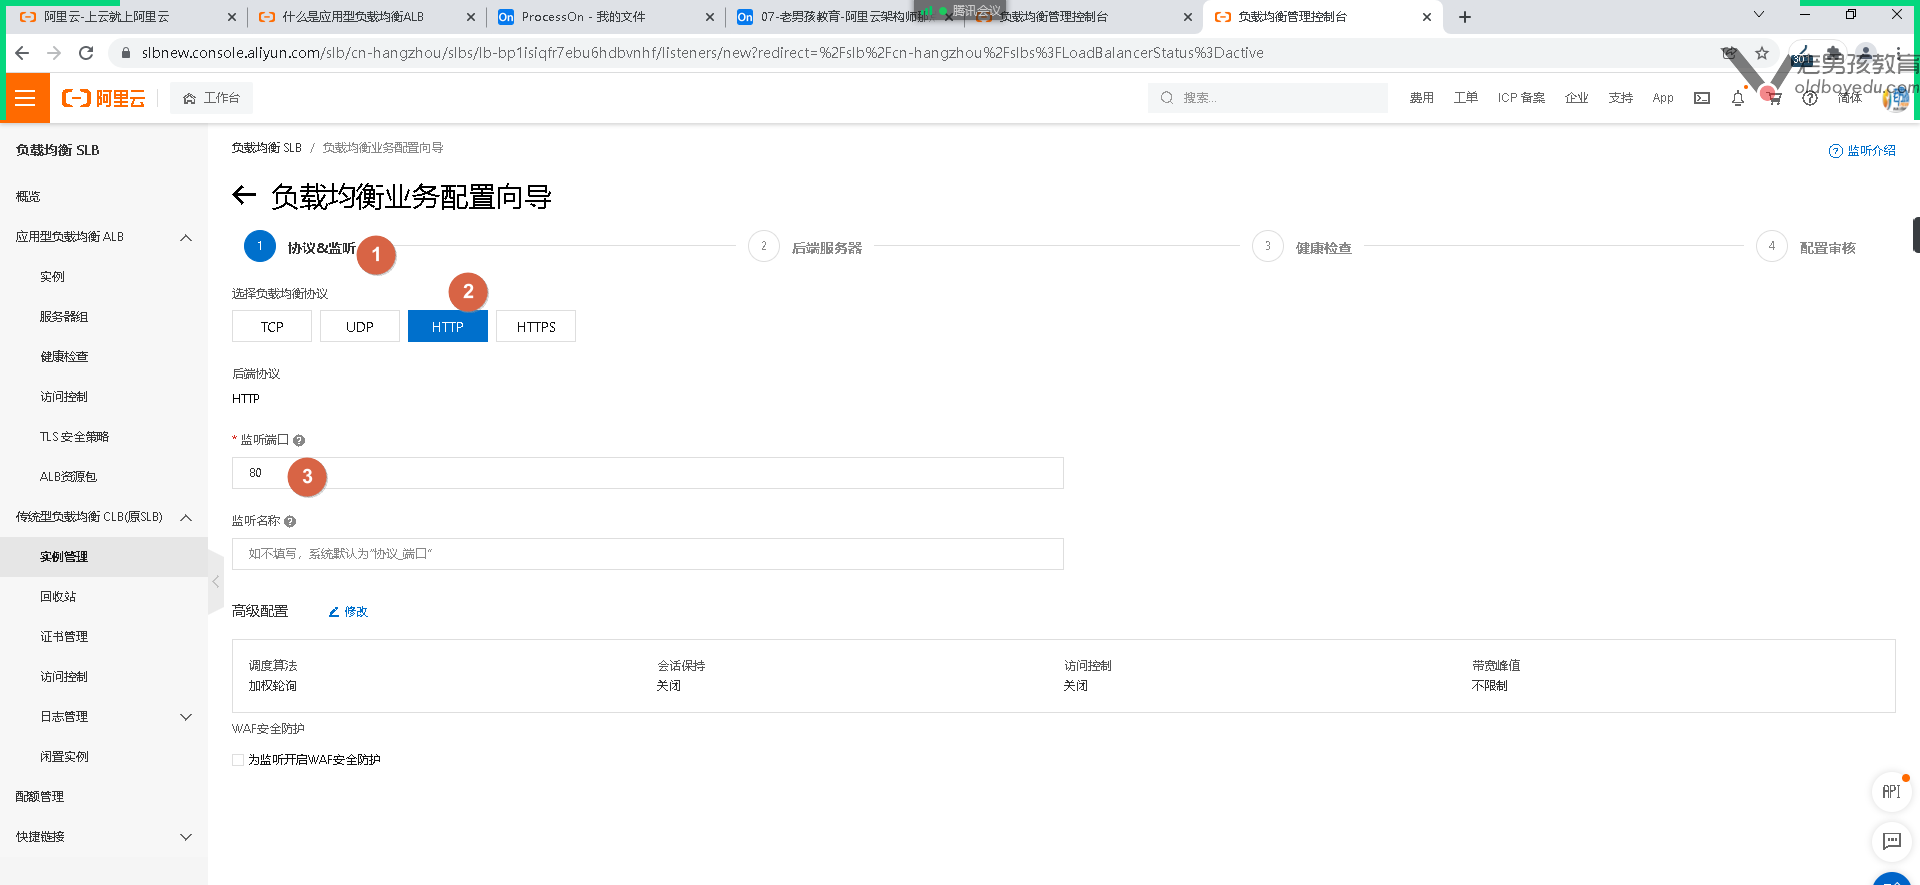 阿里云-上云就上阿里云
什么是应用型负载均衡ALB
On ProcessOn - 我的文件
On 07-老男孩教育-阿里云架构师
腾讯会议
负载均衡管理控制台
负载均衡管理控制台
slbnew.console.aliyun.com/slb/cn-hangzhou/slbs/lb-bp1isiqfr7ebu6hdbvnhf/listeners/new?redirect=%2Fslb%2Fcn-hangzhou%2Fslbs%3FLoadBalancerStatus%3Dactive
301
老男孩教育
oldboyedu.com
阿里云
工作台
搜索...
费用
工单
ICP 备案
企业
支持
App
简体
负载均衡 SLB
概览
应用型负载均衡 ALB
实例
服务器组
健康检查
访问控制
TLS 安全策略
ALB资源包
传统型负载均衡 CLB(原SLB)
实例管理
回收站
证书管理
访问控制
日志管理
闲置实例
配额管理
快捷链接
负载均衡 SLB / 负载均衡业务配置向导
监听介绍
负载均衡业务配置向导
1 协议&监听 1
2 后端服务器
3 健康检查
4 配置审核
选择负载均衡协议
2
TCP UDP HTTP HTTPS
后端协议
HTTP
* 监听端口
80
3
监听名称
如不填写，系统默认为“协议_端口”
高级配置 修改
调度算法
加权轮询
会话保持
关闭
访问控制
关闭
带宽峰值
不限制
WAF安全防护
为监听开启WAF安全防护
API